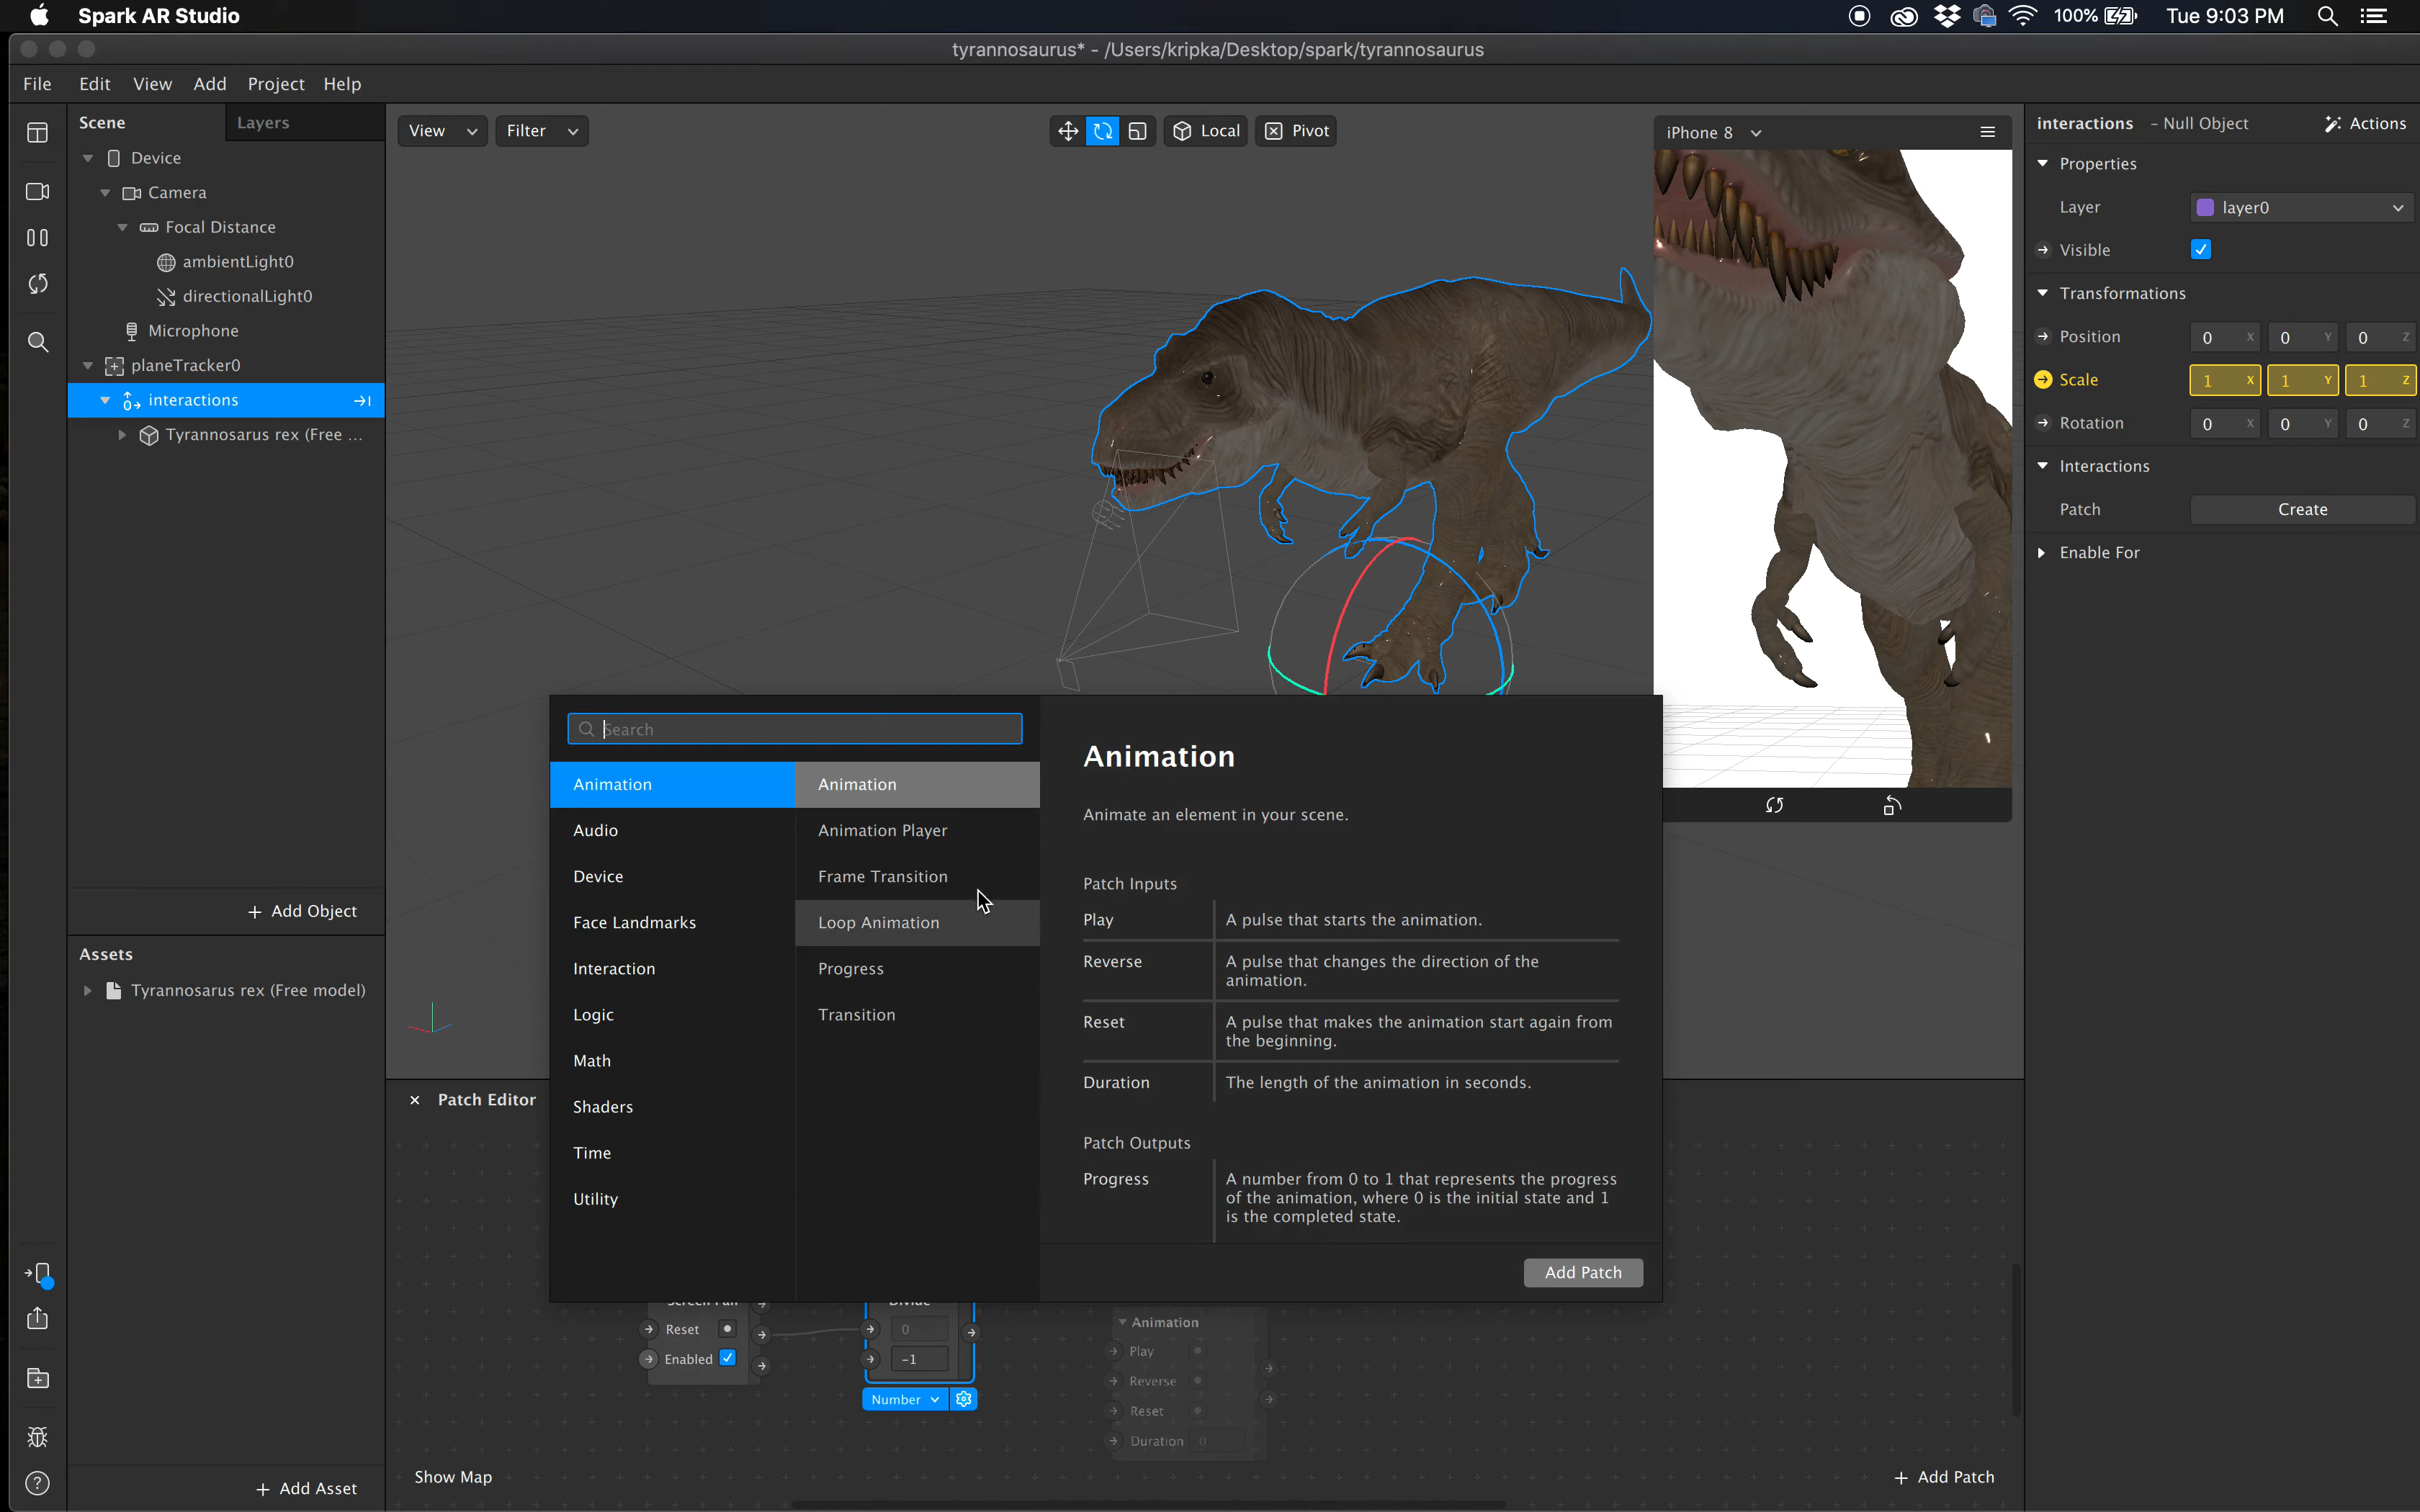 Spark AR Studio
100%
Tue 9:03 PM
tyrannosaurus* - /Users/kripka/Desktop/spark/tyrannosaurus
File Edit View Add Project Help
Scene
Layers
Device
Camera
Focal Distance
ambientLight0
directionalLight0
Microphone
planeTracker0
interactions
Tyrannosarus rex (Free ...
+ Add Object
Assets
Tyrannosarus rex (Free model)
+ Add Asset
View
Filter
Local
Pivot
iPhone 8
interactions - Null Object
Actions
Properties
Layer
layer0
Visible
Transformations
Position 0 X 0 Y 0 Z
Scale 1 X 1 Y 1 Z
Rotation 0 X 0 Y 0 Z
Interactions
Patch
Create
Enable For
Search
Animation
Audio
Device
Face Landmarks
Interaction
Logic
Math
Shaders
Time
Utility
Animation
Animation Player
Frame Transition
Loop Animation
Progress
Transition
Animation
Animate an element in your scene.
Patch Inputs
Play
A pulse that starts the animation.
Reverse
A pulse that changes the direction of the
animation.
Reset
A pulse that makes the animation start again from
the beginning.
Duration
The length of the animation in seconds.
Patch Outputs
Progress
A number from 0 to 1 that represents the progress
of the animation, where 0 is the initial state and 1
is the completed state.
Add Patch
× Patch Editor
Screen Pan
Reset
Enabled
Divide
0
-1
Number
Animation
Play
Reverse
Reset
Duration 0
Show Map
+ Add Patch